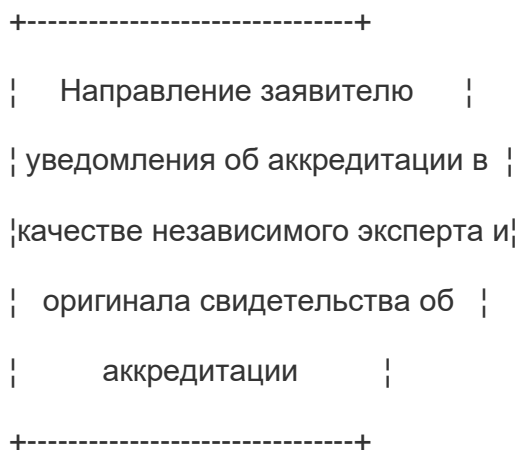 +--------------------------------+
¦ Направление заявителю ¦
¦ уведомления об аккредитации в ¦
¦качестве независимого эксперта и¦
¦ оригинала свидетельства об ¦
¦ аккредитации ¦
+--------------------------------+